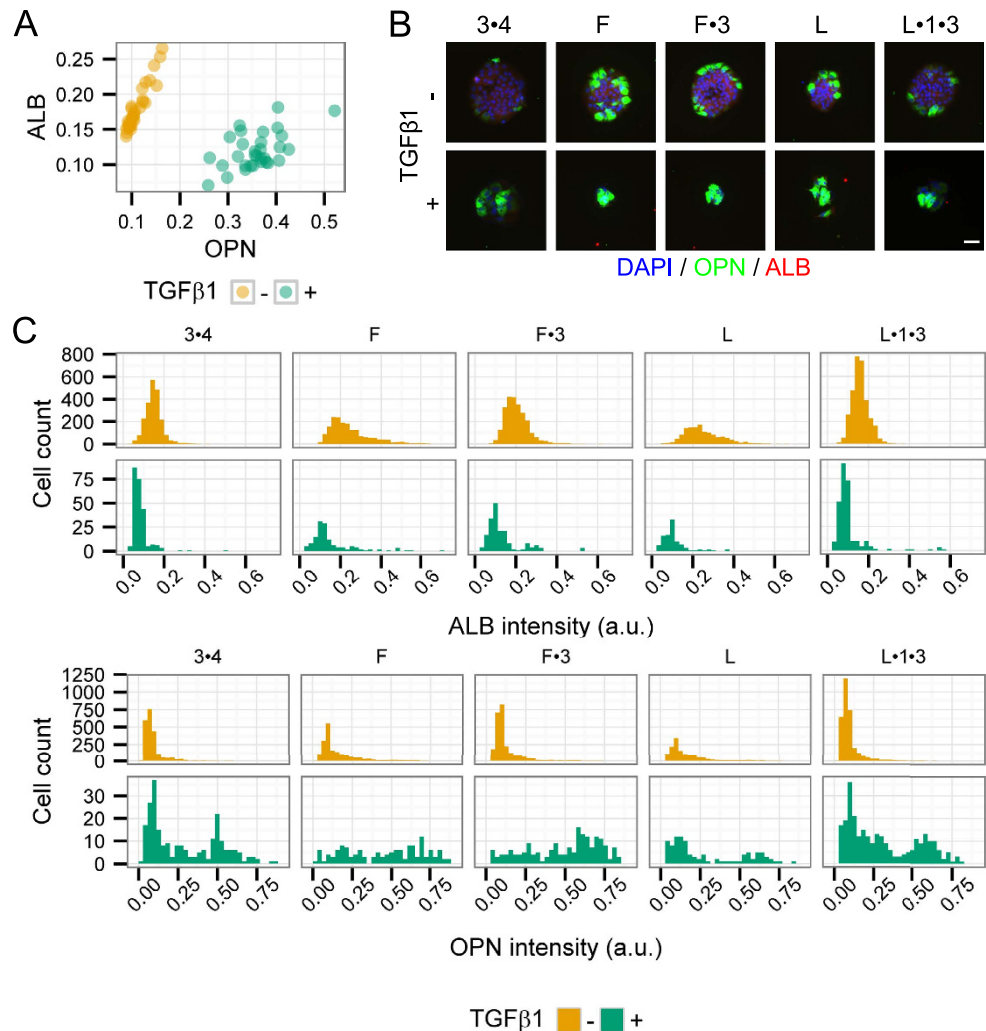 A
0.25
0.20
0.15
0.10
ALB
0.1 0.2 0.3 0.4 0.5
OPN
TGFβ1 - +
B
3•4 F F•3 L L•1•3
TGFβ1
-
+
DAPI / OPN / ALB
C
3•4 F F•3 L L•1•3
800
600
400
200
0
Cell count
75
50
25
0
0.0 0.2 0.4 0.6 0.0 0.2 0.4 0.6 0.0 0.2 0.4 0.6 0.0 0.2 0.4 0.6 0.0 0.2 0.4 0.6
ALB intensity (a.u.)
3•4 F F•3 L L•1•3
1250
1000
750
500
250
0
Cell count
30
20
10
0
0.00 0.25 0.50 0.75 0.00 0.25 0.50 0.75 0.00 0.25 0.50 0.75 0.00 0.25 0.50 0.75 0.00 0.25 0.50 0.75
OPN intensity (a.u.)
TGFβ1 - +